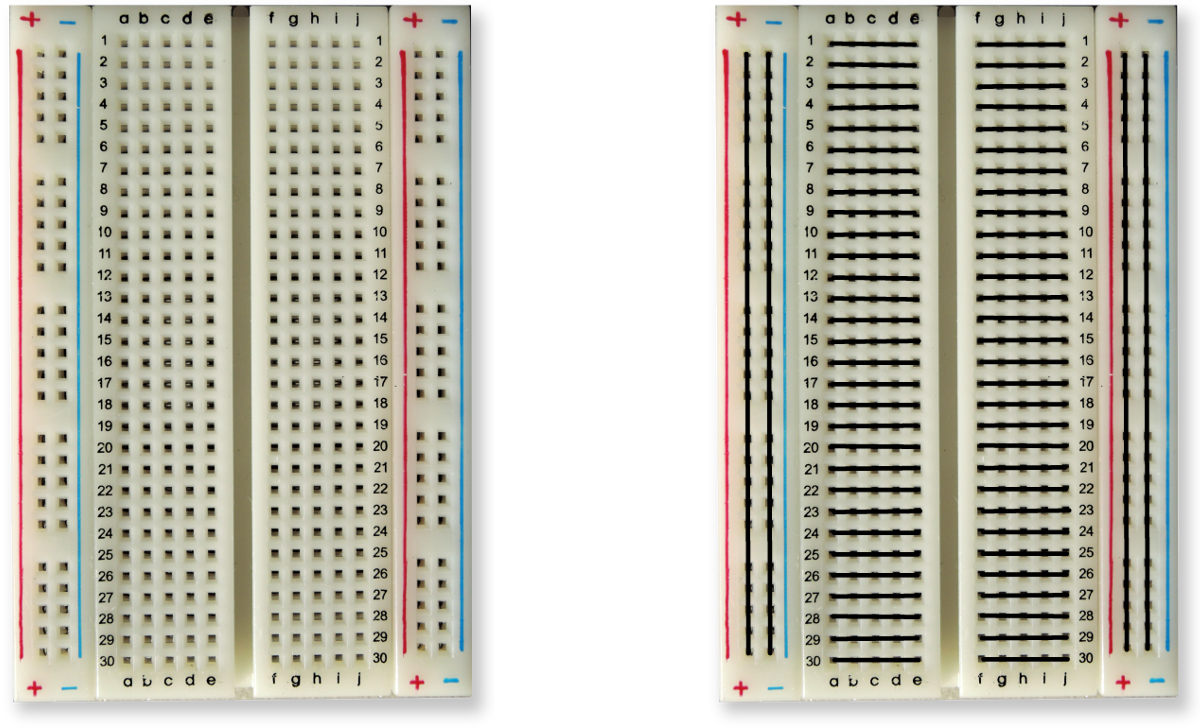 + − a b c d e f g h i j + − + − a b c d e f g h i j + −
1 1 1 1
2 2 2 2
3 3 3 3
4 4 4 4
5 5 5 5
6 6 6 6
7 7 7 7
8 8 8 8
9 9 9 9
10 10 10 10
11 11 11 11
12 12 12 12
13 13 13 13
14 14 14 14
15 15 15 15
16 16 16 16
17 17 17 17
18 18 18 18
19 19 19 19
20 20 20 20
21 21 21 21
22 22 22 22
23 23 23 23
24 24 24 24
25 25 25 25
26 26 26 26
27 27 27 27
28 28 28 28
29 29 29 29
30 30 30 30
+ − a b c d e f g h i j + − + − a b c d e f g h i j + −